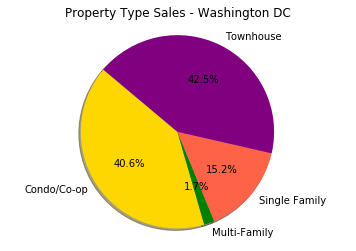 Property Type Sales - Washington DC
Townhouse
42.5%
40.6%
15.2%
1.7%
Condo/Co-op
Single Family
Multi-Family